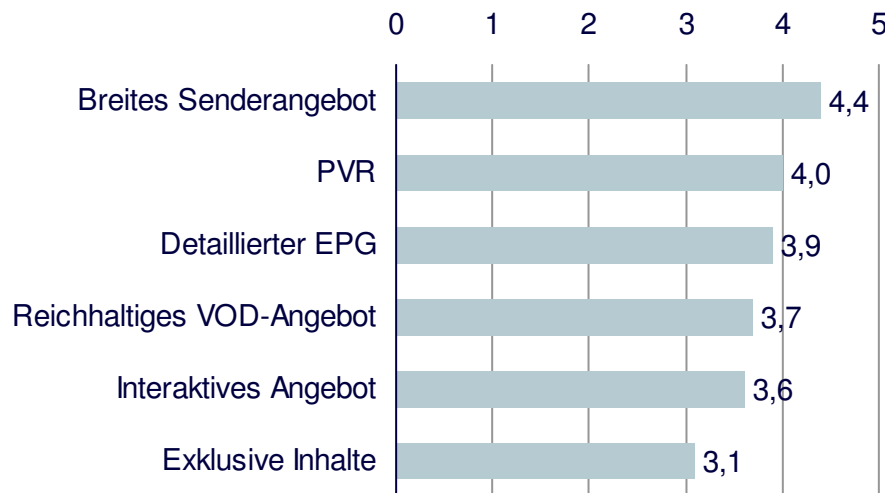 0 1 2 3 4 5
Breites Senderangebot 4,4
PVR 4,0
Detaillierter EPG 3,9
Reichhaltiges VOD-Angebot 3,7
Interaktives Angebot 3,6
Exklusive Inhalte 3,1